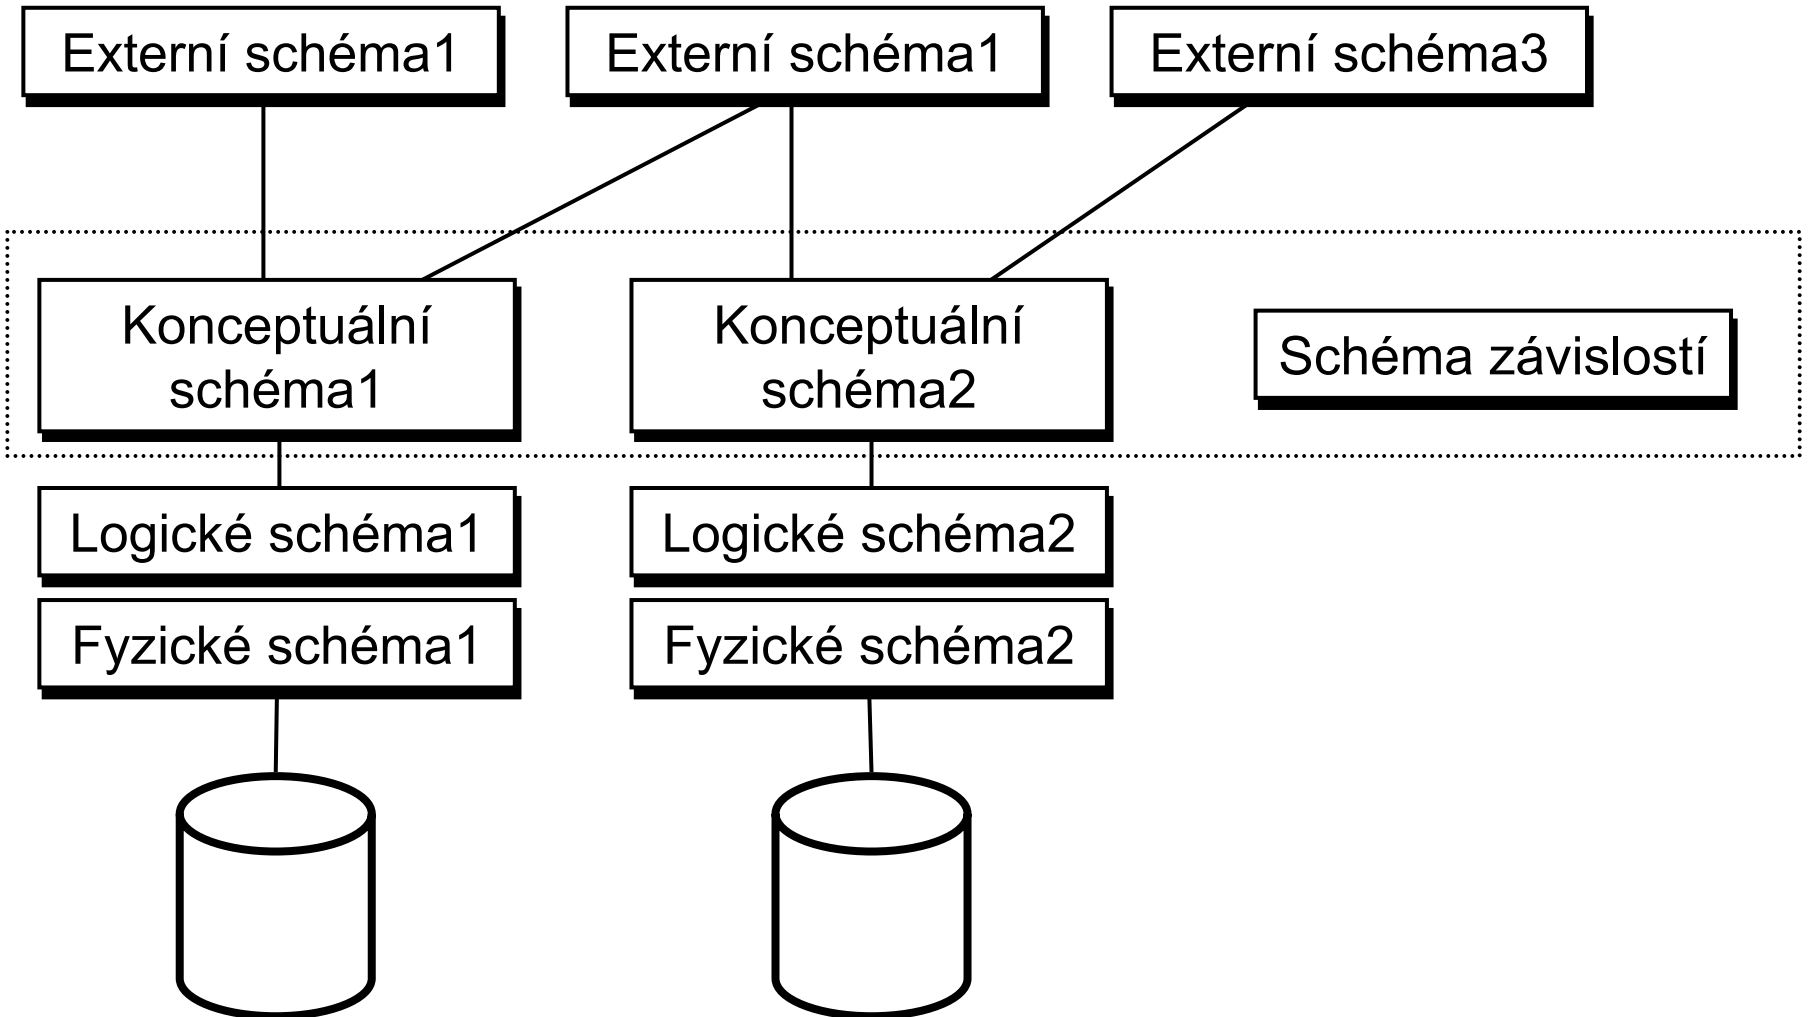 Externí schéma1
Externí schéma1
Externí schéma3
Konceptuální
schéma1
Konceptuální
schéma2
Schéma závislostí
Logické schéma1
Logické schéma2
Fyzické schéma1
Fyzické schéma2